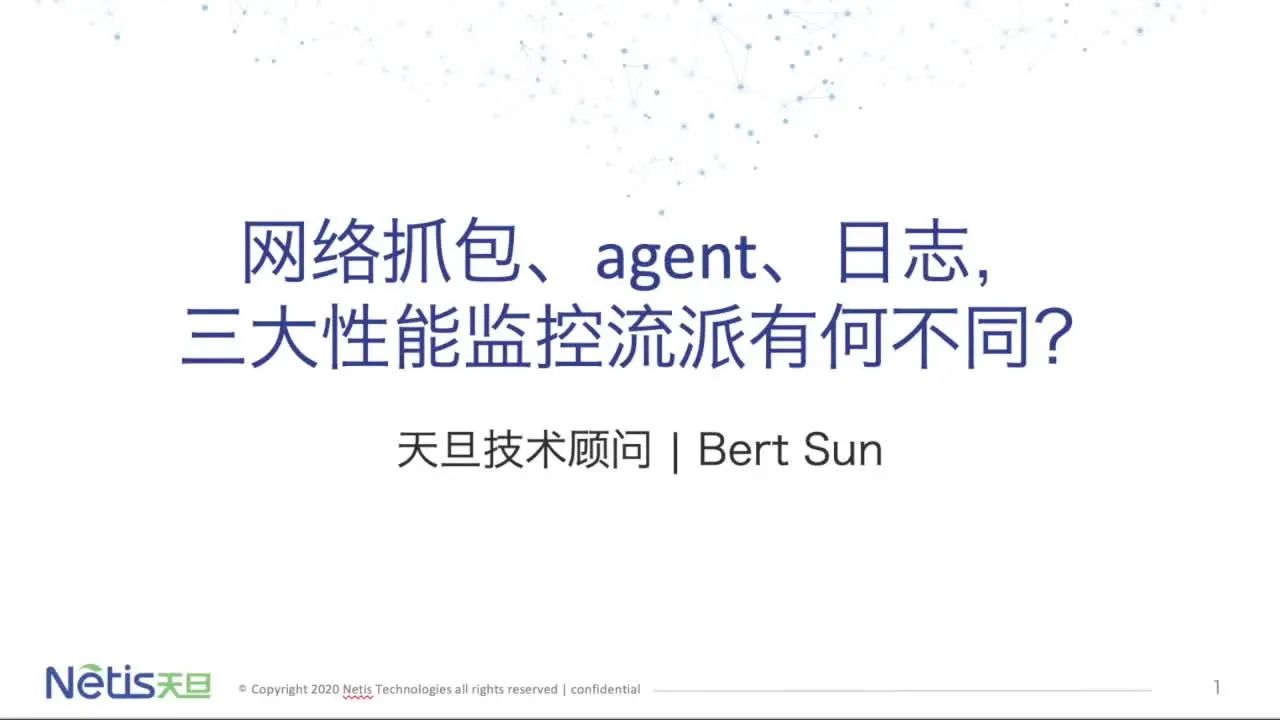 网络抓包、agent、日志，
三大性能监控流派有何不同？
天旦技术顾问 | Bert Sun
Netis天旦
© Copyright 2020 Netis Technologies all rights reserved | confidential
1